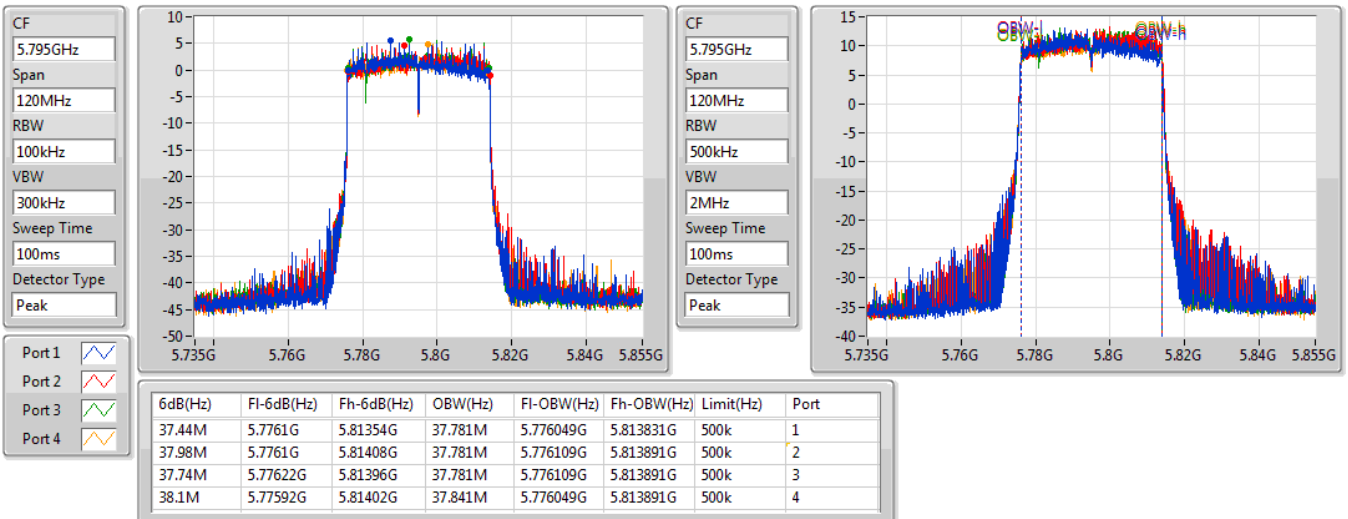 CF
5.795GHz
Span
120MHz
RBW
100kHz
VBW
300kHz
Sweep Time
100ms
Detector Type
Peak
10
5
0
-5
-10
-15
-20
-25
-30
-35
-40
-45
-50
5.735G 5.76G 5.78G 5.8G 5.82G 5.84G 5.855G
CF
5.795GHz
Span
120MHz
RBW
500kHz
VBW
2MHz
Sweep Time
100ms
Detector Type
Peak
OBW-l OBW-h
15
10
5
0
-5
-10
-15
-20
-25
-30
-35
-40
5.735G 5.76G 5.78G 5.8G 5.82G 5.84G 5.855G
Port 1
Port 2
Port 3
Port 4
6dB(Hz) Fl-6dB(Hz) Fh-6dB(Hz) OBW(Hz) Fl-OBW(Hz) Fh-OBW(Hz) Limit(Hz) Port
37.44M 5.7761G 5.81354G 37.781M 5.776049G 5.813831G 500k 1
37.98M 5.7761G 5.81408G 37.781M 5.776109G 5.813891G 500k 2
37.74M 5.77622G 5.81396G 37.781M 5.776109G 5.813891G 500k 3
38.1M 5.77592G 5.81402G 37.841M 5.776049G 5.813891G 500k 4